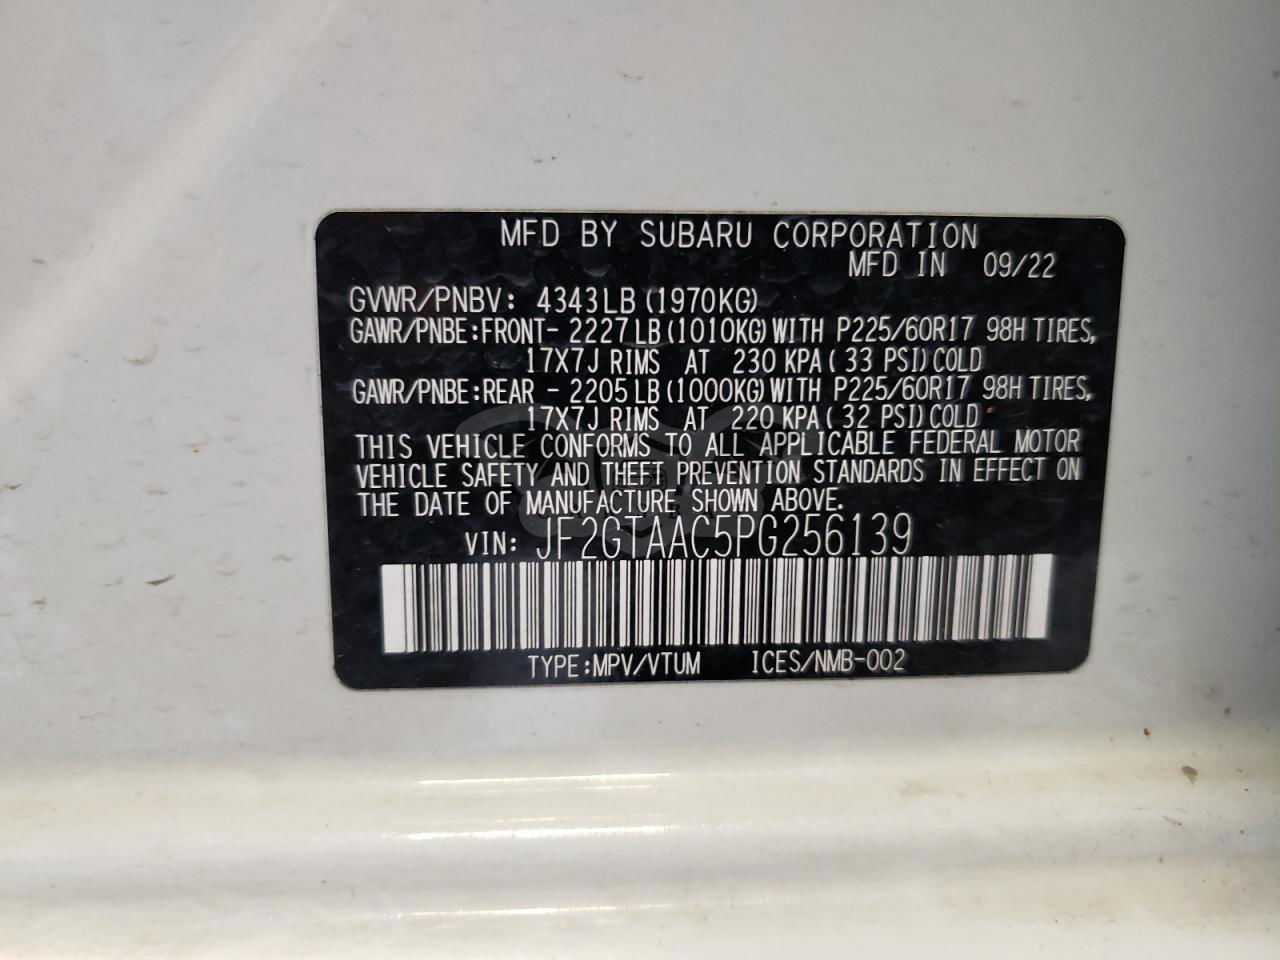 MFD BY SUBARU CORPORATION
MFD IN 09/22
GVWR/PNBV: 4343LB (1970KG)
GAWR/PNBE:FRONT- 2227LB (1010KG) WITH P225/60R17 98H TIRES,
17X7J RIMS AT 230 KPA ( 33 PSI) COLD
GAWR/PNBE:REAR - 2205LB (1000KG) WITH P225/60R17 98H TIRES,
17X7J RIMS AT 220 KPA ( 32 PSI) COLD
THIS VEHICLE CONFORMS TO ALL APPLICABLE FEDERAL MOTOR
VEHICLE SAFETY AND THEFT PREVENTION STANDARDS IN EFFECT ON
THE DATE OF MANUFACTURE SHOWN ABOVE.
VIN: JF2GTAAC5PG256139
TYPE:MPV/VTUM ICES/NMB-002